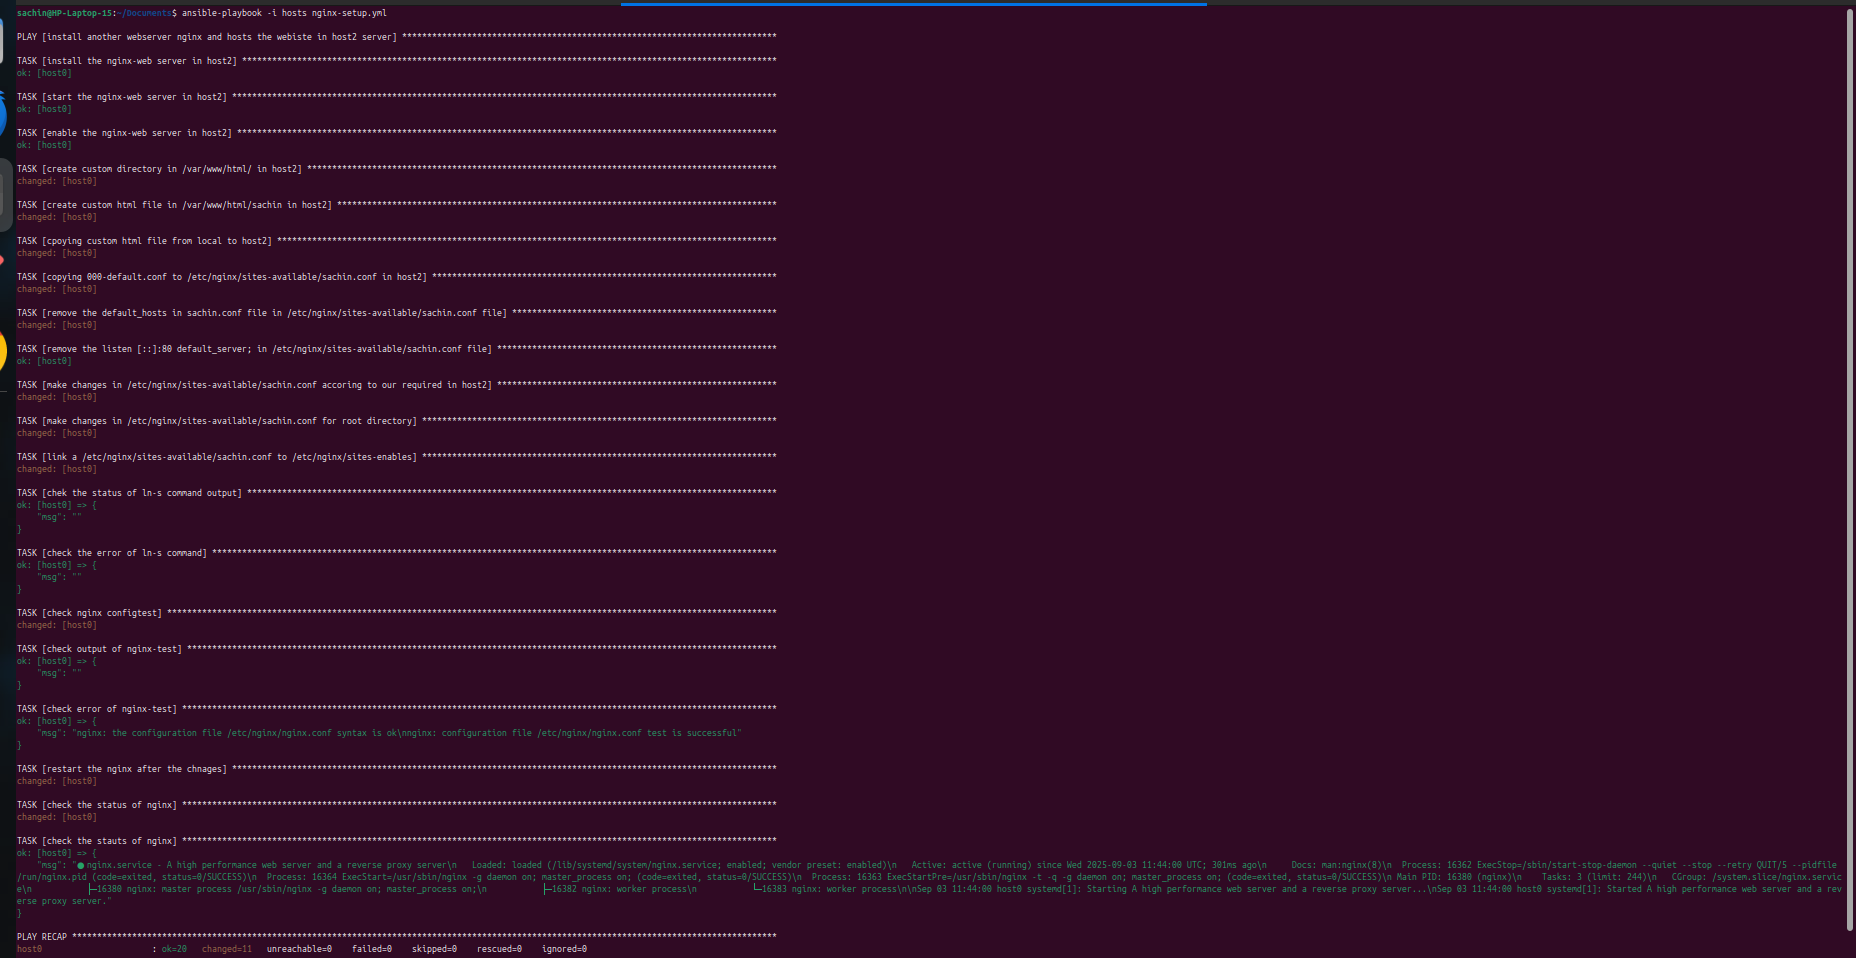 sachin@HP-Laptop-15:~/Documents$ ansible-playbook -i hosts nginx-setup.yml
PLAY [install another webserver nginx and hosts the webiste in host2 server] ***************************************************************************
TASK [install the nginx-web server in host2] ***********************************************************************************************************
ok: [host0]
TASK [start the nginx-web server in host2] *************************************************************************************************************
ok: [host0]
TASK [enable the nginx-web server in host2] ************************************************************************************************************
ok: [host0]
TASK [create custom directory in /var/www/html/ in host2] **********************************************************************************************
changed: [host0]
TASK [create custom html file in /var/www/html/sachin in host2] ****************************************************************************************
changed: [host0]
TASK [cpoying custom html file from local to host2] ****************************************************************************************************
changed: [host0]
TASK [copying 000-default.conf to /etc/nginx/sites-available/sachin.conf in host2] *********************************************************************
changed: [host0]
TASK [remove the default_hosts in sachin.conf file in /etc/nginx/sites-available/sachin.conf file] *****************************************************
changed: [host0]
TASK [remove the listen [::]:80 default_server; in /etc/nginx/sites-available/sachin.conf file] ********************************************************
ok: [host0]
TASK [make changes in /etc/nginx/sites-available/sachin.conf accoring to our required in host2] ********************************************************
changed: [host0]
TASK [make changes in /etc/nginx/sites-available/sachin.conf for root directory] ***********************************************************************
changed: [host0]
TASK [link a /etc/nginx/sites-available/sachin.conf to /etc/nginx/sites-enables] ***********************************************************************
changed: [host0]
TASK [chek the status of ln-s command output] **********************************************************************************************************
ok: [host0] => {
    "msg": ""
}
TASK [check the error of ln-s command] *****************************************************************************************************************
ok: [host0] => {
    "msg": ""
}
TASK [check nginx configtest] **************************************************************************************************************************
changed: [host0]
TASK [check output of nginx-test] **********************************************************************************************************************
ok: [host0] => {
    "msg": ""
}
TASK [check error of nginx-test] ***********************************************************************************************************************
ok: [host0] => {
    "msg": "nginx: the configuration file /etc/nginx/nginx.conf syntax is ok\nnginx: configuration file /etc/nginx/nginx.conf test is successful"
}
TASK [restart the nginx after the chnages] *************************************************************************************************************
changed: [host0]
TASK [check the status of nginx] ***********************************************************************************************************************
changed: [host0]
TASK [check the stauts of nginx] ***********************************************************************************************************************
ok: [host0] => {
    "msg": "● nginx.service - A high performance web server and a reverse proxy server\n   Loaded: loaded (/lib/systemd/system/nginx.service; enabled; vendor preset: enabled)\n   Active: active (running) since Wed 2025-09-03 11:44:00 UTC; 301ms ago\n     Docs: man:nginx(8)\n  Process: 16362 ExecStop=/sbin/start-stop-daemon --quiet --stop --retry QUIT/5 --pidfile
/run/nginx.pid (code=exited, status=0/SUCCESS)\n  Process: 16364 ExecStart=/usr/sbin/nginx -g daemon on; master_process on; (code=exited, status=0/SUCCESS)\n  Process: 16363 ExecStartPre=/usr/sbin/nginx -t -q -g daemon on; master_process on; (code=exited, status=0/SUCCESS)\n Main PID: 16380 (nginx)\n    Tasks: 3 (limit: 244)\n   CGroup: /system.slice/nginx.servic
e\n           ├─16380 nginx: master process /usr/sbin/nginx -g daemon on; master_process on;\n           ├─16382 nginx: worker process\n           └─16383 nginx: worker process\n\nSep 03 11:44:00 host0 systemd[1]: Starting A high performance web server and a reverse proxy server...\nSep 03 11:44:00 host0 systemd[1]: Started A high performance web server and a rev
erse proxy server."
}
PLAY RECAP *********************************************************************************************************************************************
host0                      : ok=20   changed=11   unreachable=0    failed=0    skipped=0    rescued=0    ignored=0